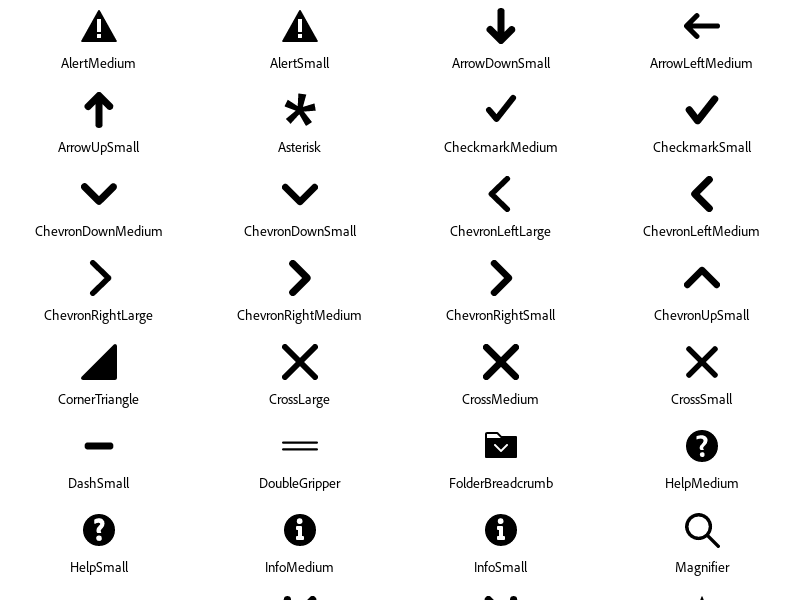 AlertMedium
AlertSmall
ArrowDownSmall
ArrowLeftMedium
ArrowUpSmall
Asterisk
CheckmarkMedium
CheckmarkSmall
ChevronDownMedium
ChevronDownSmall
ChevronLeftLarge
ChevronLeftMedium
ChevronRightLarge
ChevronRightMedium
ChevronRightSmall
ChevronUpSmall
CornerTriangle
CrossLarge
CrossMedium
CrossSmall
DashSmall
DoubleGripper
FolderBreadcrumb
HelpMedium
HelpSmall
InfoMedium
InfoSmall
Magnifier